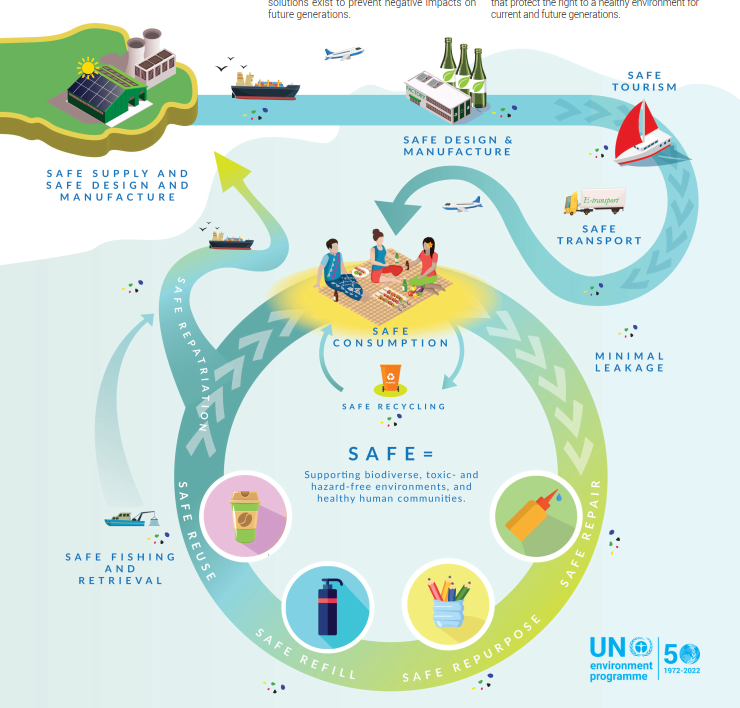 solutions exist to prevent negative impacts on
future generations.
that protect the right to a healthy environment for
current and future generations.
SAFE
TOURISM
FACTORY
SAFE DESIGN &
MANUFACTURE
SAFE SUPPLY AND
SAFE DESIGN AND
MANUFACTURE
E-transport
SAFE
TRANSPORT
SAFE REPATRIATION
SAFE
CONSUMPTION
MINIMAL
LEAKAGE
SAFE RECYCLING
SAFE=
Supporting biodiverse, toxic- and
hazard-free environments, and
healthy human communities.
SAFE FISHING
AND
RETRIEVAL
SAFE REUSE
SAFE REFILL
SAFE REPURPOSE
SAFE REPAIR
UN
environment
programme
50
1972-2022